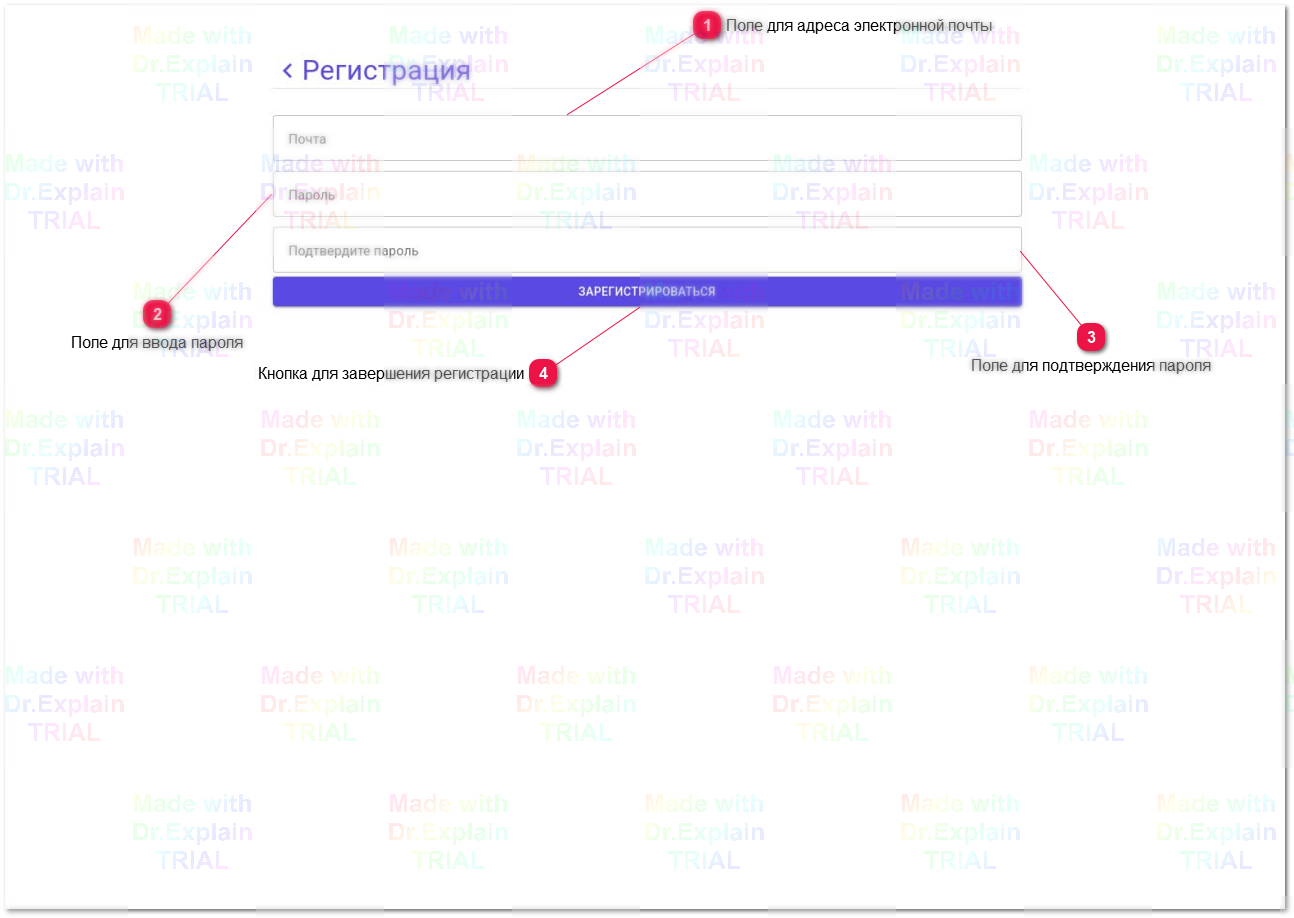 1 Поле для адреса электронной почты
Регистрация
Почта
Пароль
Подтвердите пароль
ЗАРЕГИСТРИРОВАТЬСЯ
2
Поле для ввода пароля
3
Поле для подтверждения пароля
Кнопка для завершения регистрации 4
Made with
Dr.Explain
TRIAL